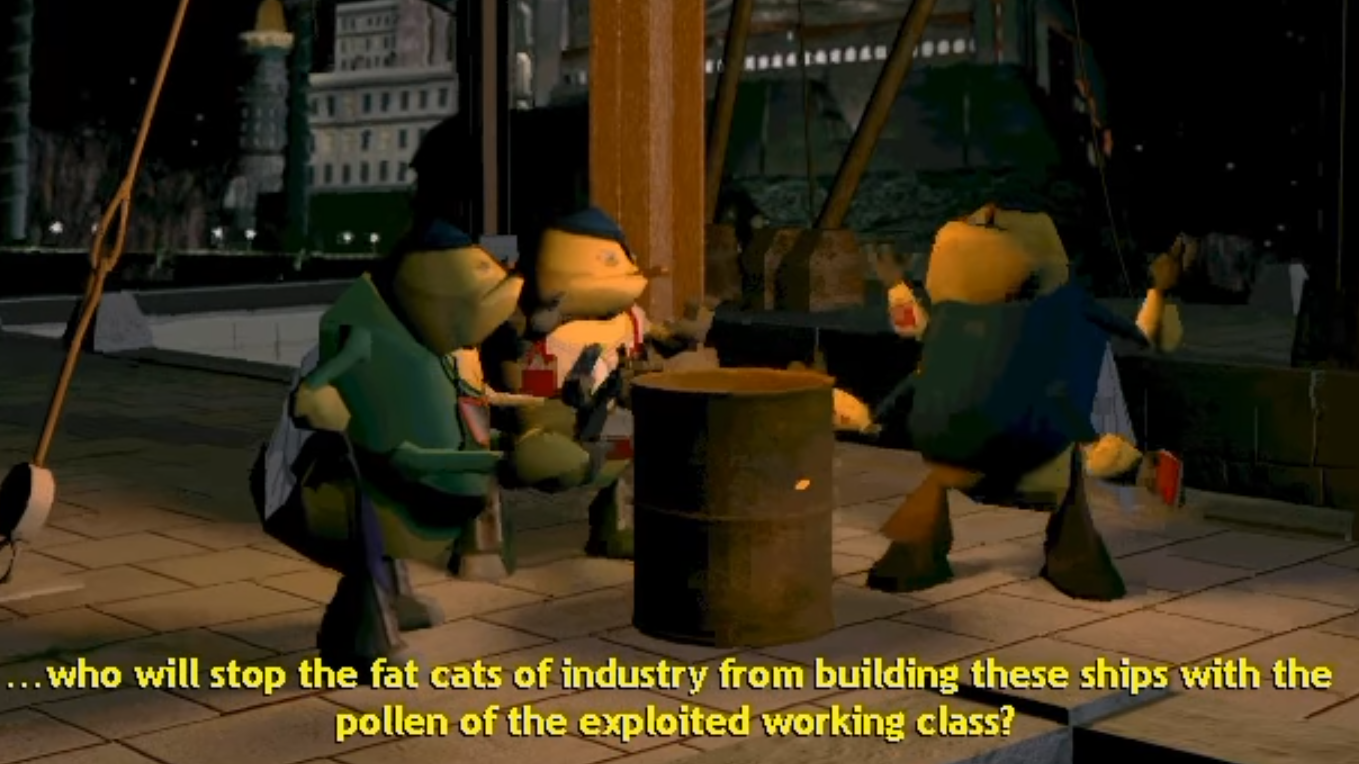 ...who will stop the fat cats of industry from building these ships with the
pollen of the exploited working class?